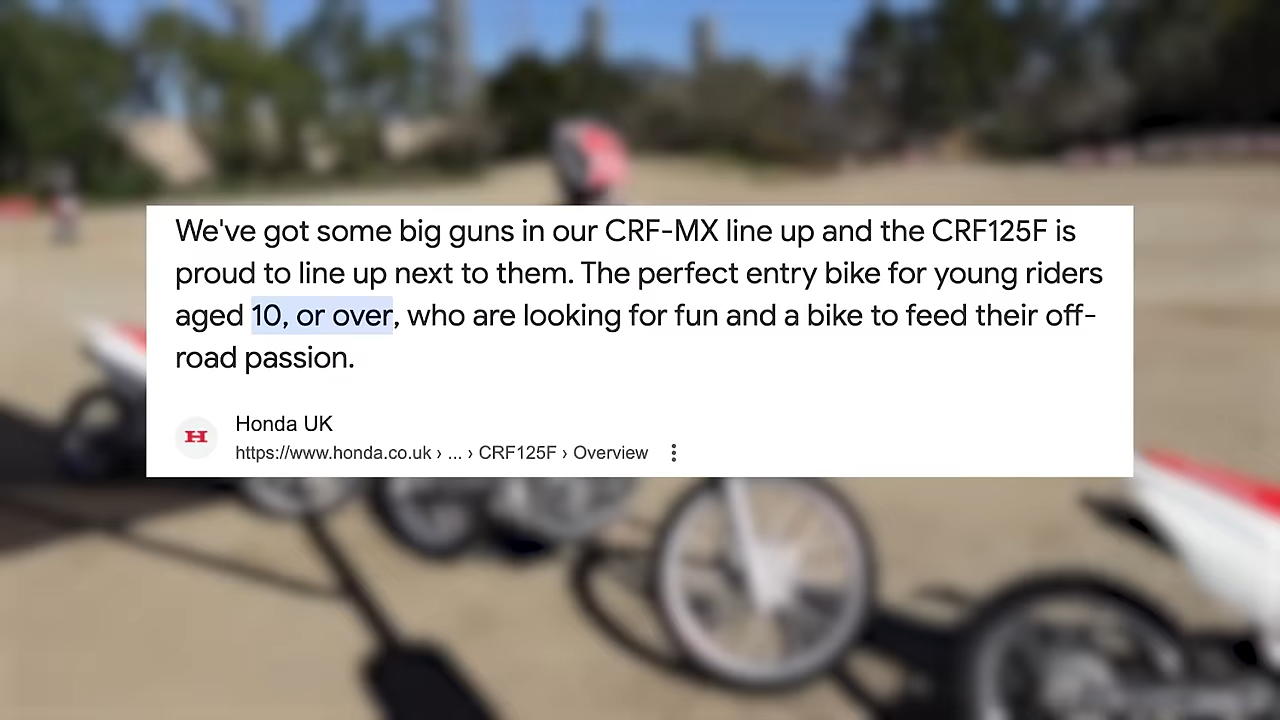 We've got some big guns in our CRF-MX line up and the CRF125F is
proud to line up next to them. The perfect entry bike for young riders
aged 10, or over, who are looking for fun and a bike to feed their off-
road passion.
Honda UK
https://www.honda.co.uk › ... › CRF125F › Overview